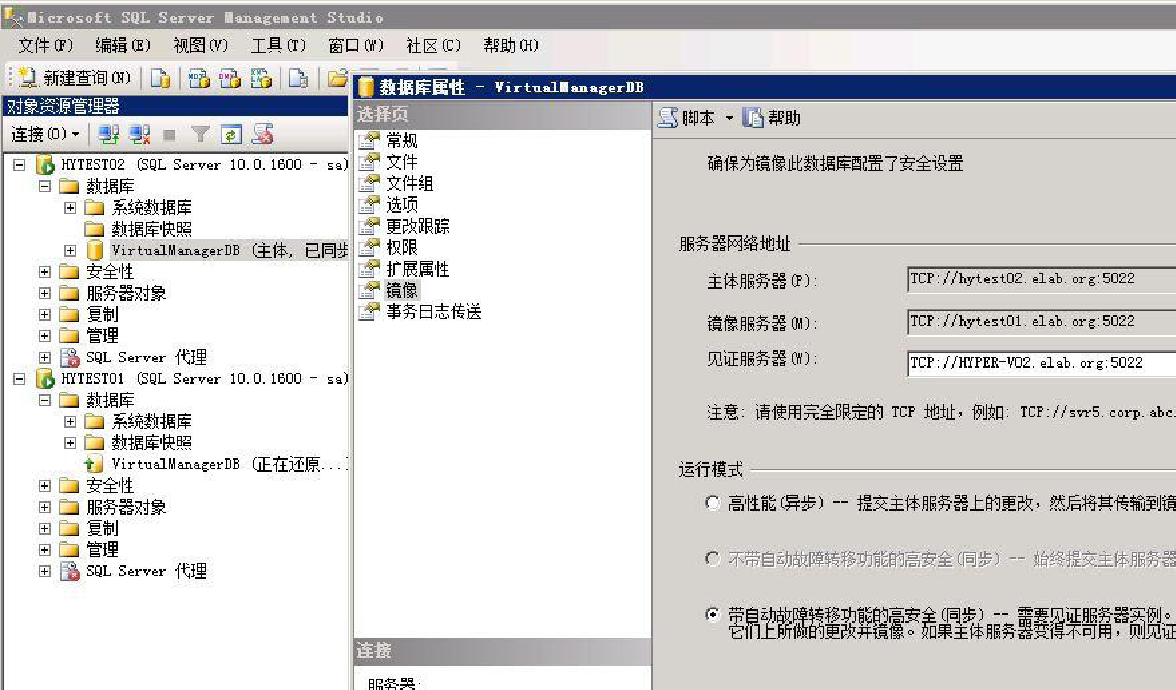 Microsoft SQL Server Management Studio
文件(F) 编辑(E) 视图(V) 工具(T) 窗口(W) 社区(C) 帮助(H)
新建查询(N)
对象资源管理器
连接(O)
HYTEST02 (SQL Server 10.0.1600 - sa)
数据库
系统数据库
数据库快照
VirtualManagerDB (主体, 已同步
安全性
服务器对象
复制
管理
SQL Server 代理
HYTEST01 (SQL Server 10.0.1600 - sa)
数据库
系统数据库
数据库快照
VirtualManagerDB (正在还原...)
安全性
服务器对象
复制
管理
SQL Server 代理
数据库属性 - VirtualManagerDB
选择页
常规
文件
文件组
选项
更改跟踪
权限
扩展属性
镜像
事务日志传送
连接
服务器:
脚本 帮助
确保为镜像此数据库配置了安全设置
服务器网络地址
主体服务器(P): TCP://hytest02.elab.org:5022
镜像服务器(M): TCP://hytest01.elab.org:5022
见证服务器(W): TCP://HYPER-V02.elab.org:5022
注意: 请使用完全限定的 TCP 地址，例如: TCP://svr5.corp.abc.
运行模式
高性能(异步) -- 提交主体服务器上的更改，然后将其传输到镜
不带自动故障转移功能的高安全(同步) -- 始终提交主体服务器
带自动故障转移功能的高安全(同步) -- 需要见证服务器实例。
它们上所做的更改并镜像。如果主体服务器变得不可用，则见证